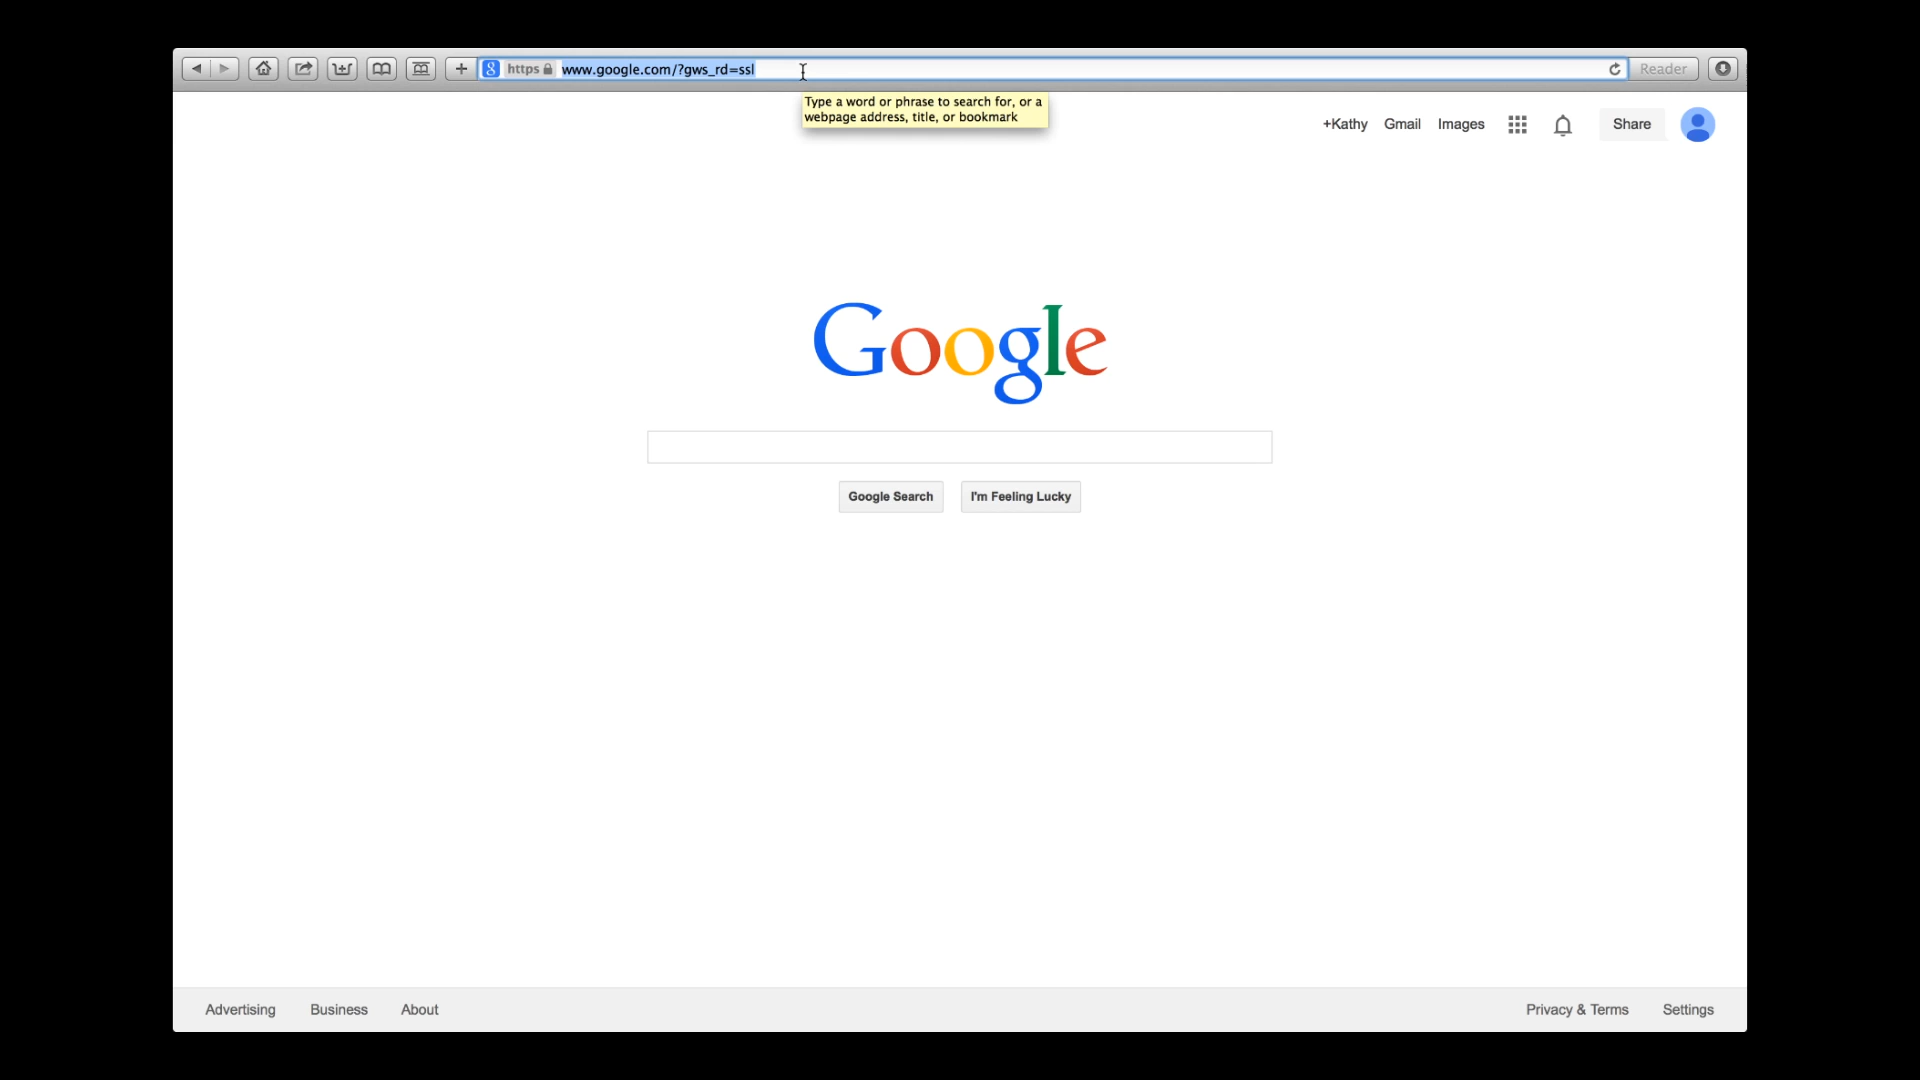 https www.google.com/?gws_rd=ssl
Reader
Type a word or phrase to search for, or a
webpage address, title, or bookmark
+Kathy Gmail Images Share
Google
Google Search I'm Feeling Lucky
Advertising Business About Privacy & Terms Settings